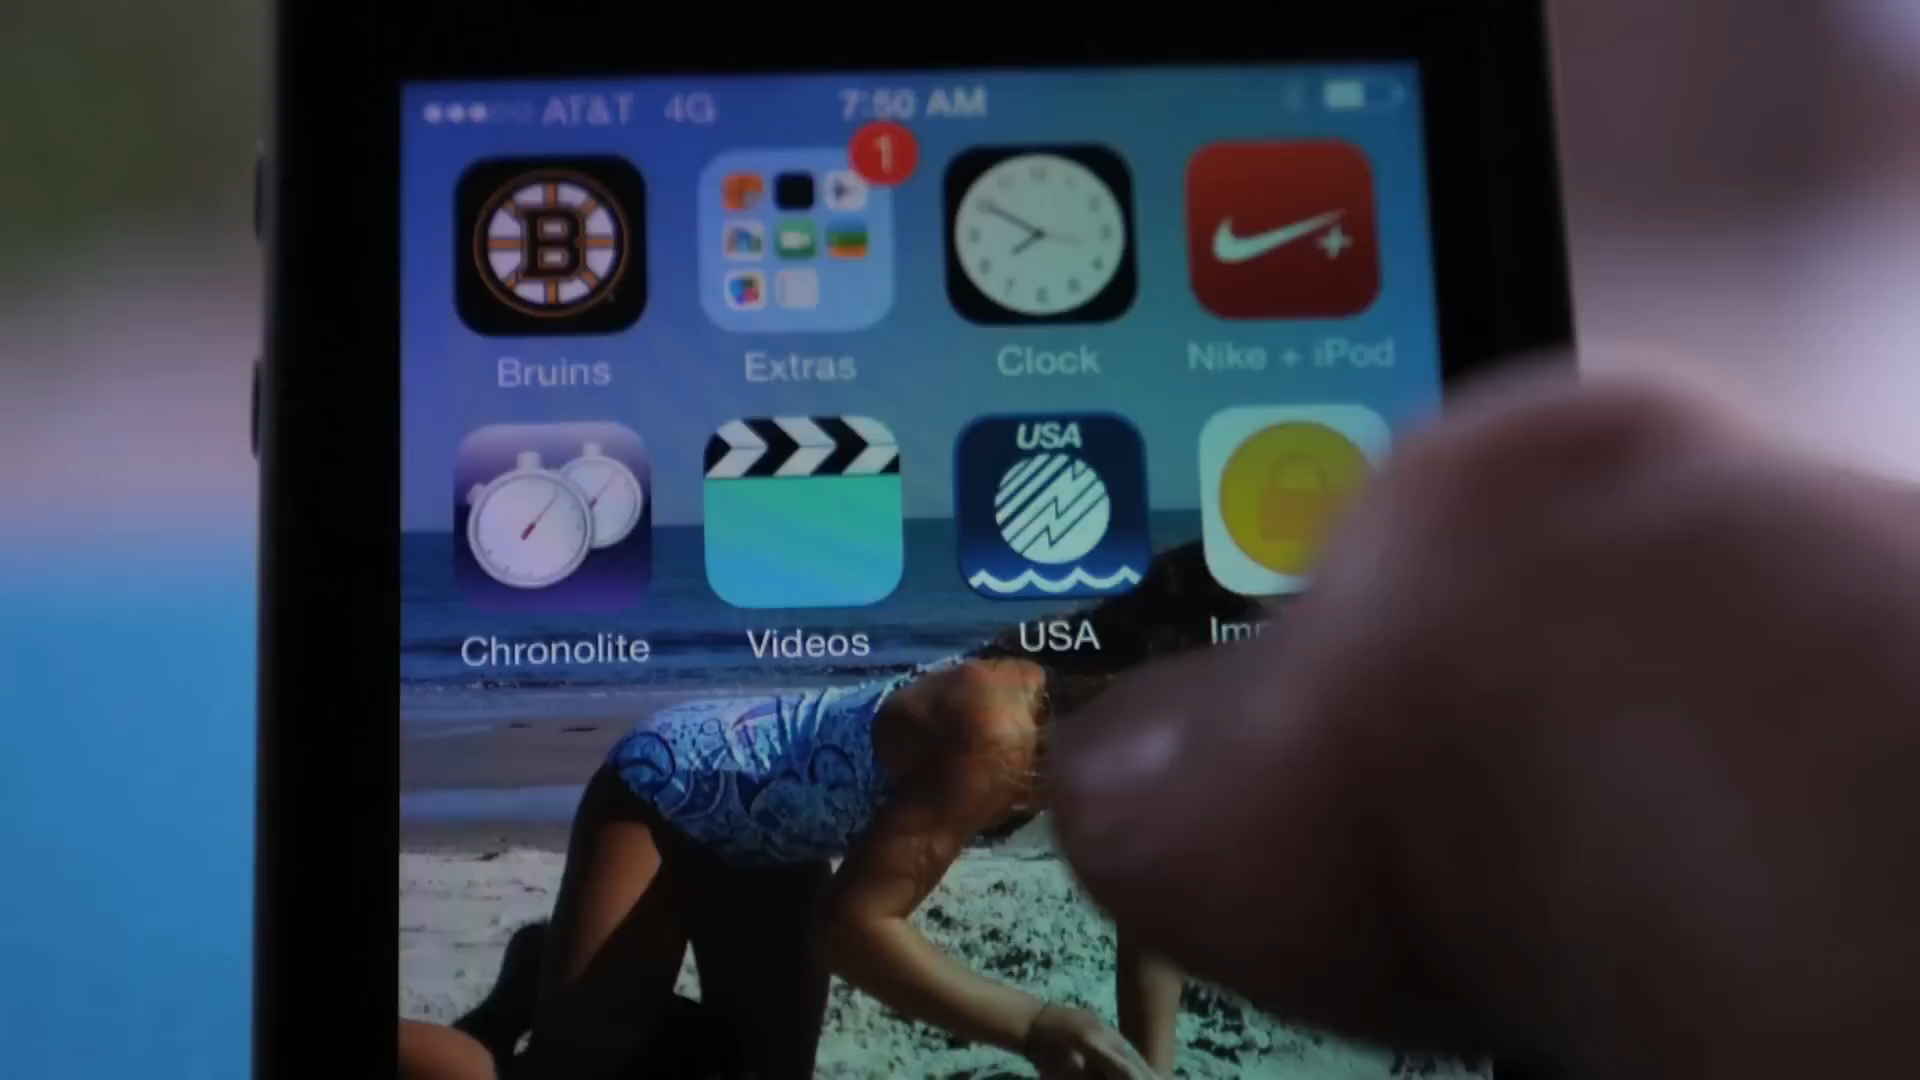 AT&T 4G 7:50 AM
1
B
Bruins Extras Clock Nike + iPod
USA
Chronolite Videos USA